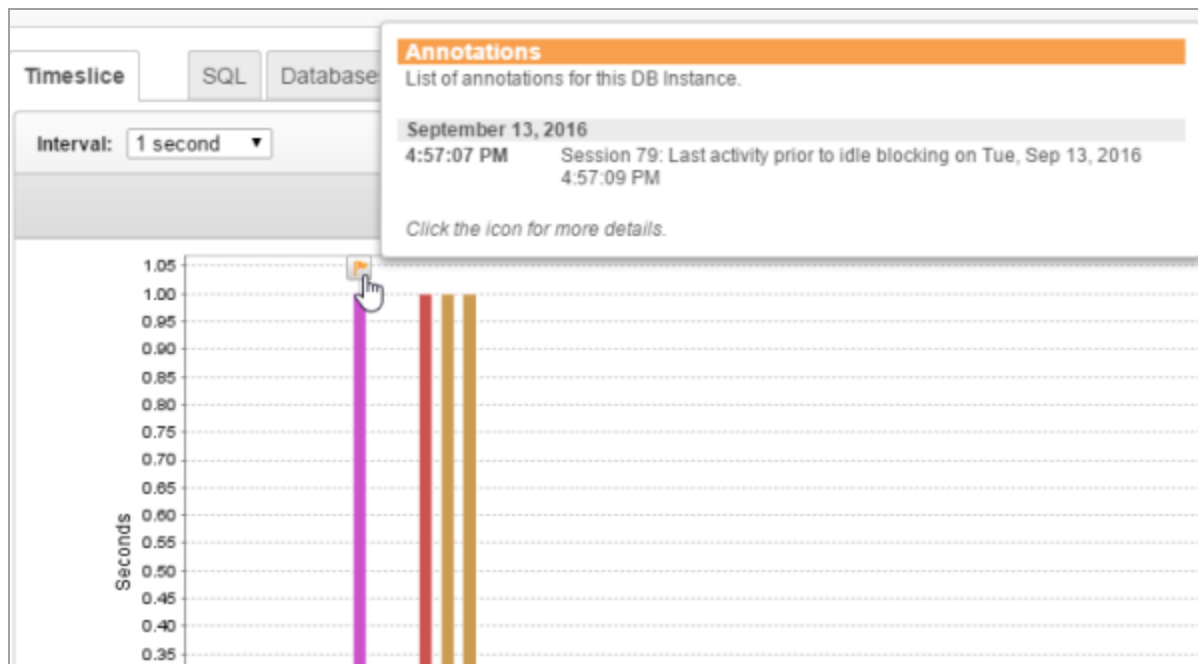 Annotations
List of annotations for this DB Instance.
September 13, 2016
4:57:07 PM Session 79: Last activity prior to idle blocking on Tue, Sep 13, 2016
4:57:09 PM
Click the icon for more details.
Timeslice SQL Database
Interval: 1 second
1.05
1.00
0.95
0.90
0.85
0.80
0.75
0.70
0.65
0.60
0.55
0.50
0.45
0.40
0.35
Seconds